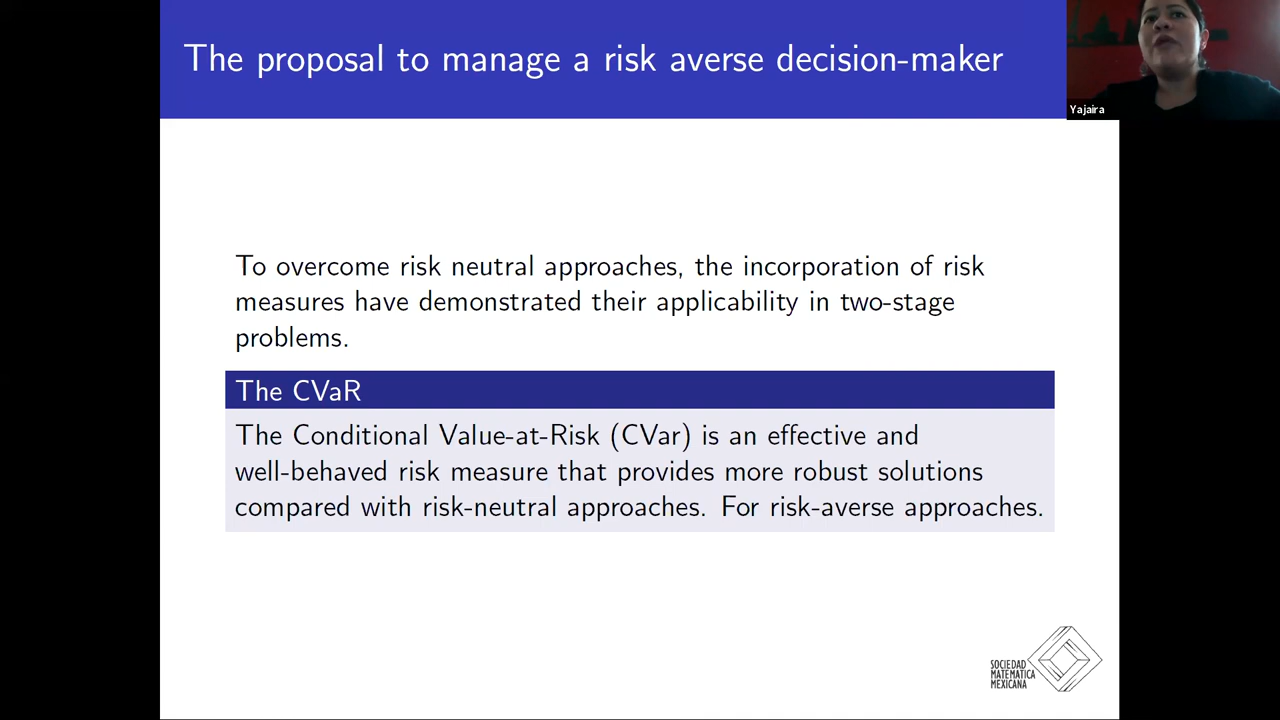 The proposal to manage a risk averse decision-maker
Yajaira
To overcome risk neutral approaches, the incorporation of risk
measures have demonstrated their applicability in two-stage
problems.
The CVaR
The Conditional Value-at-Risk (CVar) is an effective and
well-behaved risk measure that provides more robust solutions
compared with risk-neutral approaches. For risk-averse approaches.
SOCIEDAD
MATEMATICA
MEXICANA